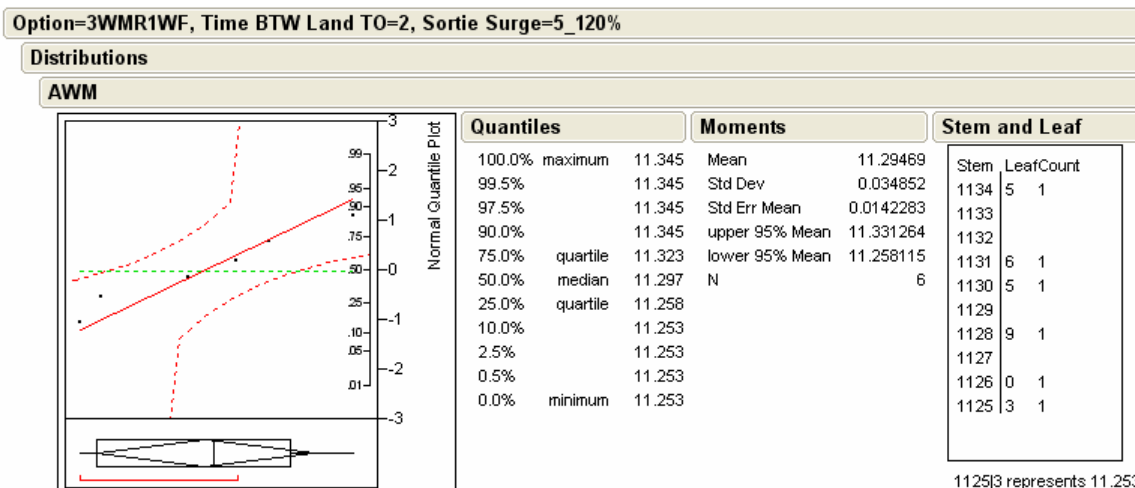 Option=3WMR1WF, Time BTW Land TO=2, Sortie Surge=5_120%
Distributions
AWM
3
2
1
0
-1
-2
-3
.99
.95
.90
.75
.50
.25
.10
.05
.01
Normal Quantile Plot
Quantiles
100.0% maximum 11.345
99.5% 11.345
97.5% 11.345
90.0% 11.345
75.0% quartile 11.323
50.0% median 11.297
25.0% quartile 11.258
10.0% 11.253
2.5% 11.253
0.5% 11.253
0.0% minimum 11.253
Moments
Mean 11.29469
Std Dev 0.034852
Std Err Mean 0.0142283
upper 95% Mean 11.331264
lower 95% Mean 11.258115
N 6
Stem and Leaf
Stem Leaf Count
1134 5 1
1133
1132
1131 6 1
1130 5 1
1129
1128 9 1
1127
1126 0 1
1125 3 1
1125|3 represents 11.253